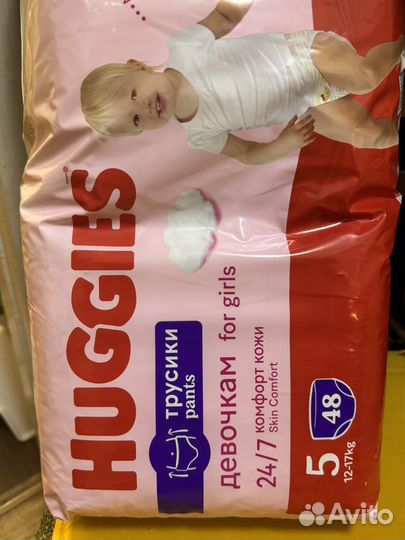 HUGGIES
трусики
pants
девочкам for girls
24/7 комфорт кожи
Skin Comfort
5
48
12-17kg
Avito